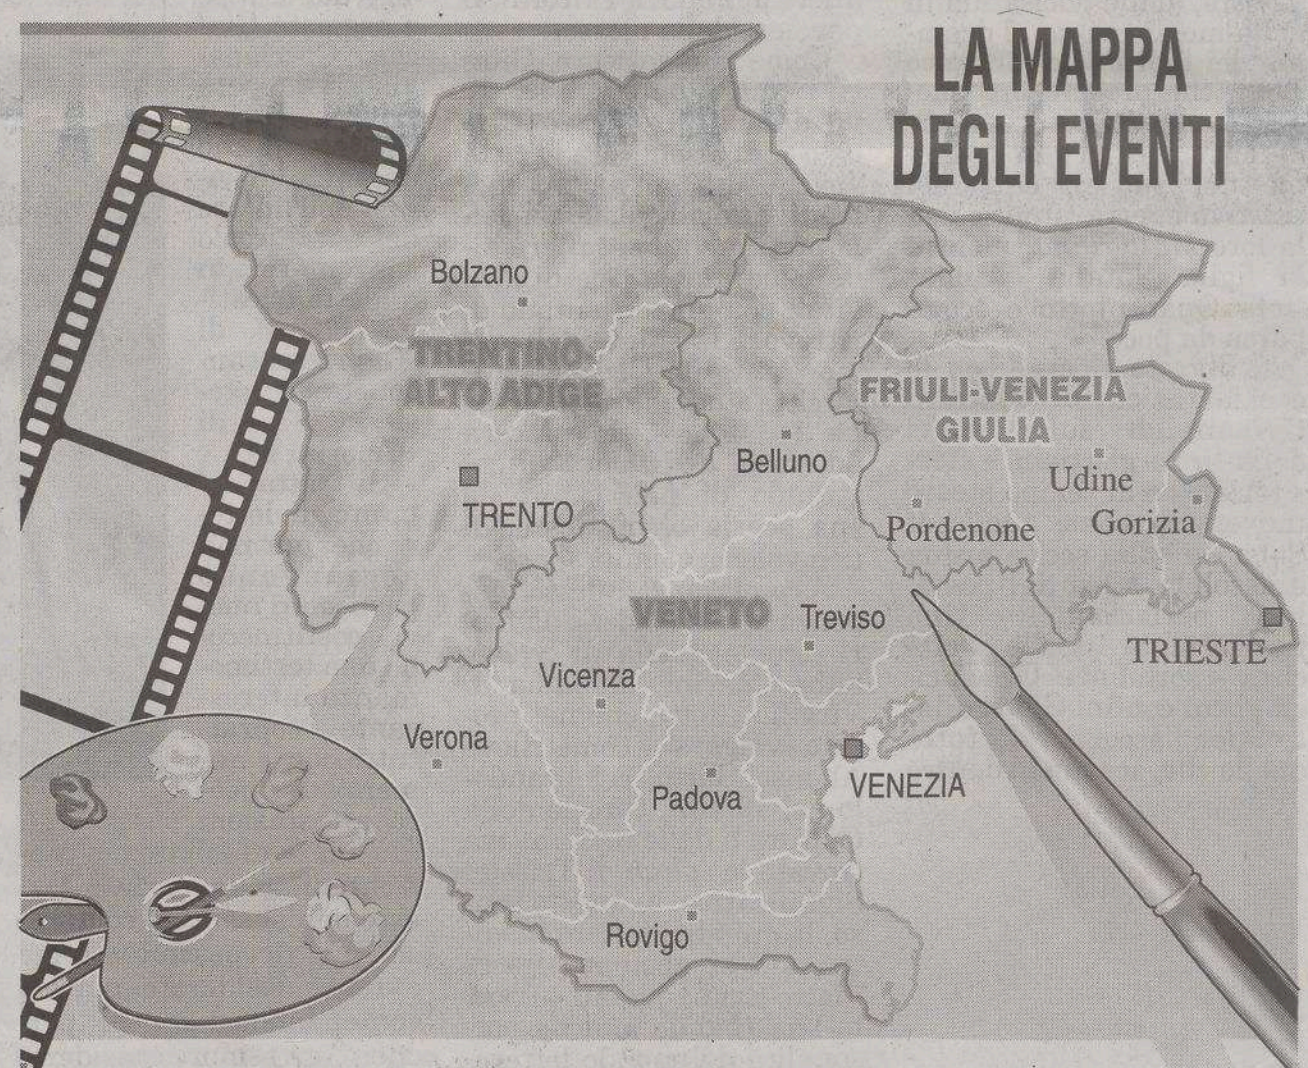 LA MAPPA
DEGLI EVENTI
Bolzano
TRENTINO-
ALTO ADIGE
FRIULI-VENEZIA
GIULIA
Belluno
Udine
TRENTO
Pordenone
Gorizia
VENETO
Treviso
TRIESTE
Vicenza
Verona
VENEZIA
Padova
Rovigo